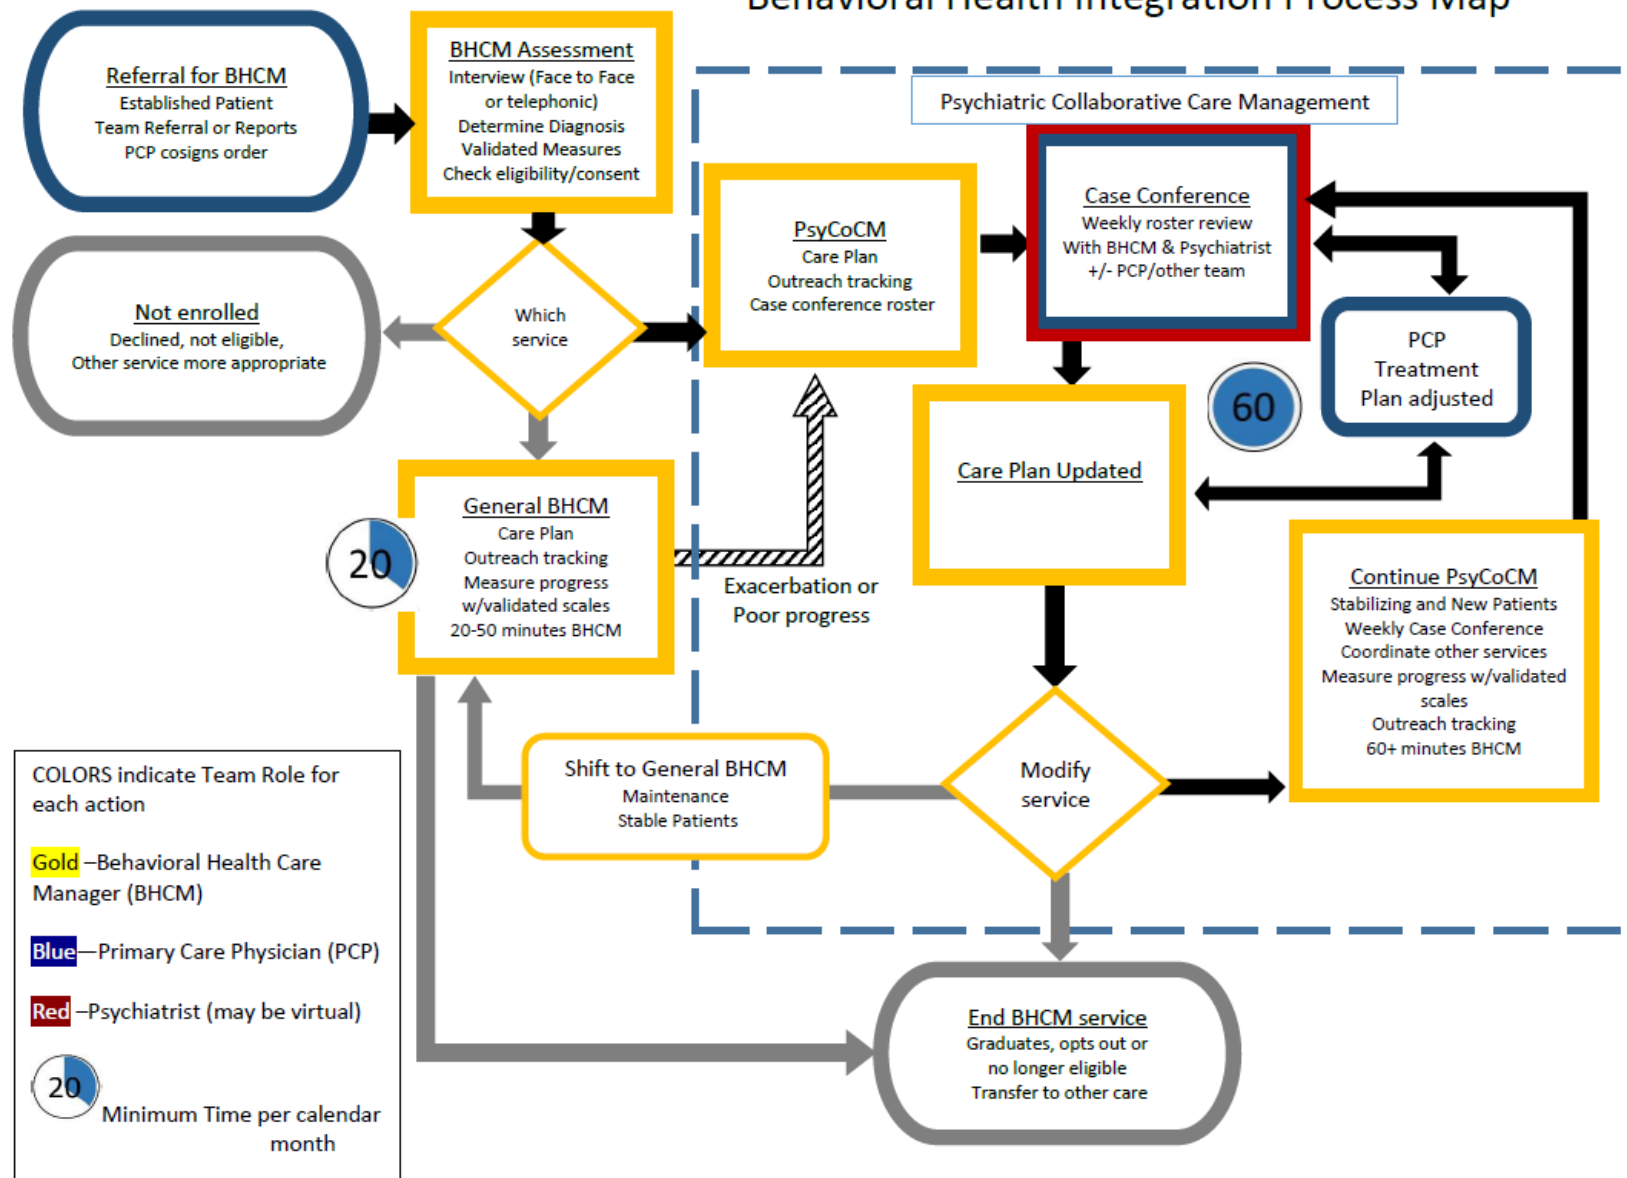 Behavioral Health Integration Process Map
Referral for BHCM
Established Patient
Team Referral or Reports
PCP cosigns order
BHCM Assessment
Interview (Face to Face
or telephonic)
Determine Diagnosis
Validated Measures
Check eligibility/consent
Psychiatric Collaborative Care Management
Case Conference
Weekly roster review
With BHCM & Psychiatrist
+/- PCP/other team
PsyCoCM
Care Plan
Outreach tracking
Case conference roster
Not enrolled
Declined, not eligible,
Other service more appropriate
Which
service
PCP
Treatment
Plan adjusted
60
Care Plan Updated
General BHCM
Care Plan
Outreach tracking
Measure progress
w/validated scales
20-50 minutes BHCM
20
Exacerbation or
Poor progress
Continue PsyCoCM
Stabilizing and New Patients
Weekly Case Conference
Coordinate other services
Measure progress w/validated
scales
Outreach tracking
60+ minutes BHCM
Shift to General BHCM
Maintenance
Stable Patients
Modify
service
End BHCM service
Graduates, opts out or
no longer eligible
Transfer to other care
COLORS indicate Team Role for
each action
Gold –Behavioral Health Care
Manager (BHCM)
Blue—Primary Care Physician (PCP)
Red –Psychiatrist (may be virtual)
20
Minimum Time per calendar
month